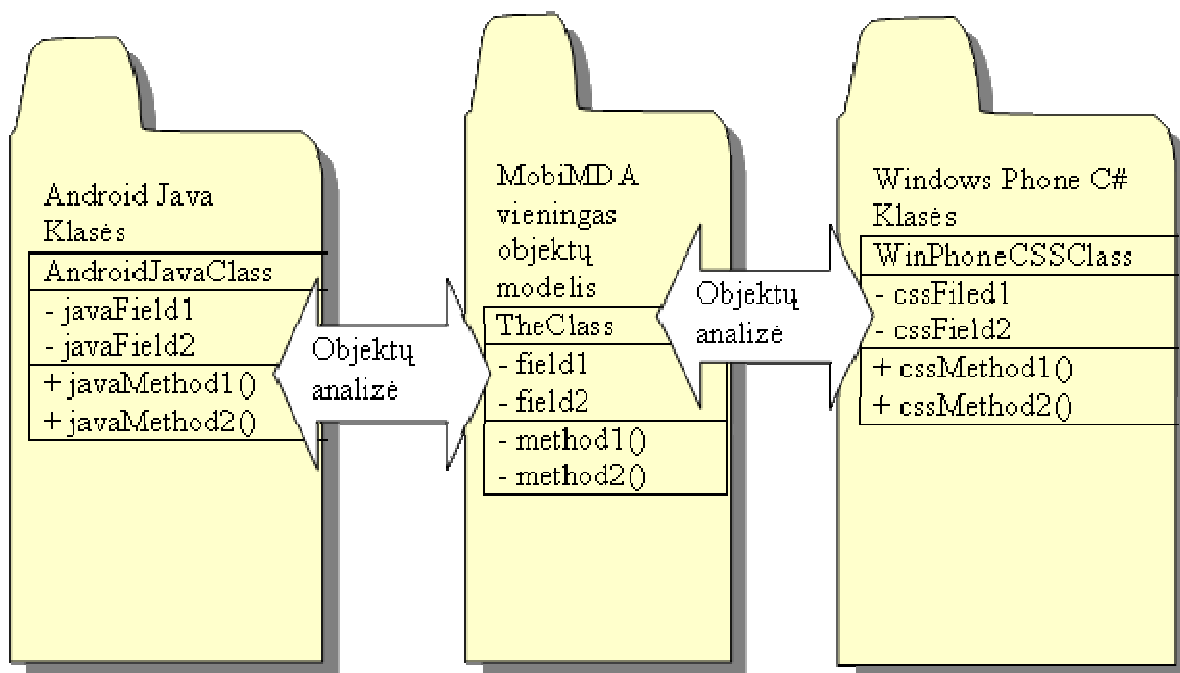 Android Java
Klasės
AndroidJavaClass
- javaField1
- javaField2
+ javaMethod1()
+ javaMethod2()
Objektų
analizė
MobiMDA
vieningas
objektų
modelis
TheClass
- field1
- field2
- method1()
- method2()
Objektų
analizė
Windows Phone C#
Klasės
WinPhoneCSSClass
- cssFiled1
- cssField2
+ cssMethod1()
+ cssMethod2()